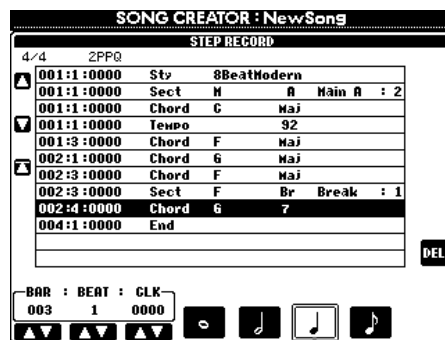 SONG CREATOR : NewSong
STEP RECORD
4/4 2PPQ
001:1:0000 Sty 8BeatModern
001:1:0000 Sect M A Main A : 2
001:1:0000 Chord C Maj
001:1:0000 Tempo 92
001:3:0000 Chord F Maj
002:1:0000 Chord G Maj
002:3:0000 Chord F Maj
002:3:0000 Sect F Br Break : 1
002:4:0000 Chord G 7
004:1:0000 End
DEL
BAR : BEAT : CLK
003 1 0000